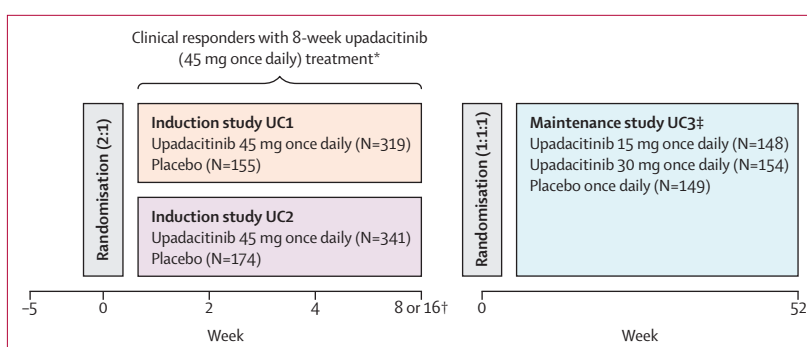 Clinical responders with 8-week upadacitinib
(45 mg once daily) treatment*
Randomisation (2:1)
Induction study UC1
Upadacitinib 45 mg once daily (N=319)
Placebo (N=155)
Induction study UC2
Upadacitinib 45 mg once daily (N=341)
Placebo (N=174)
Randomisation (1:1:1)
Maintenance study UC3‡
Upadacitinib 15 mg once daily (N=148)
Upadacitinib 30 mg once daily (N=154)
Placebo once daily (N=149)
–5 0 2 4 8 or 16†
Week
0 52
Week